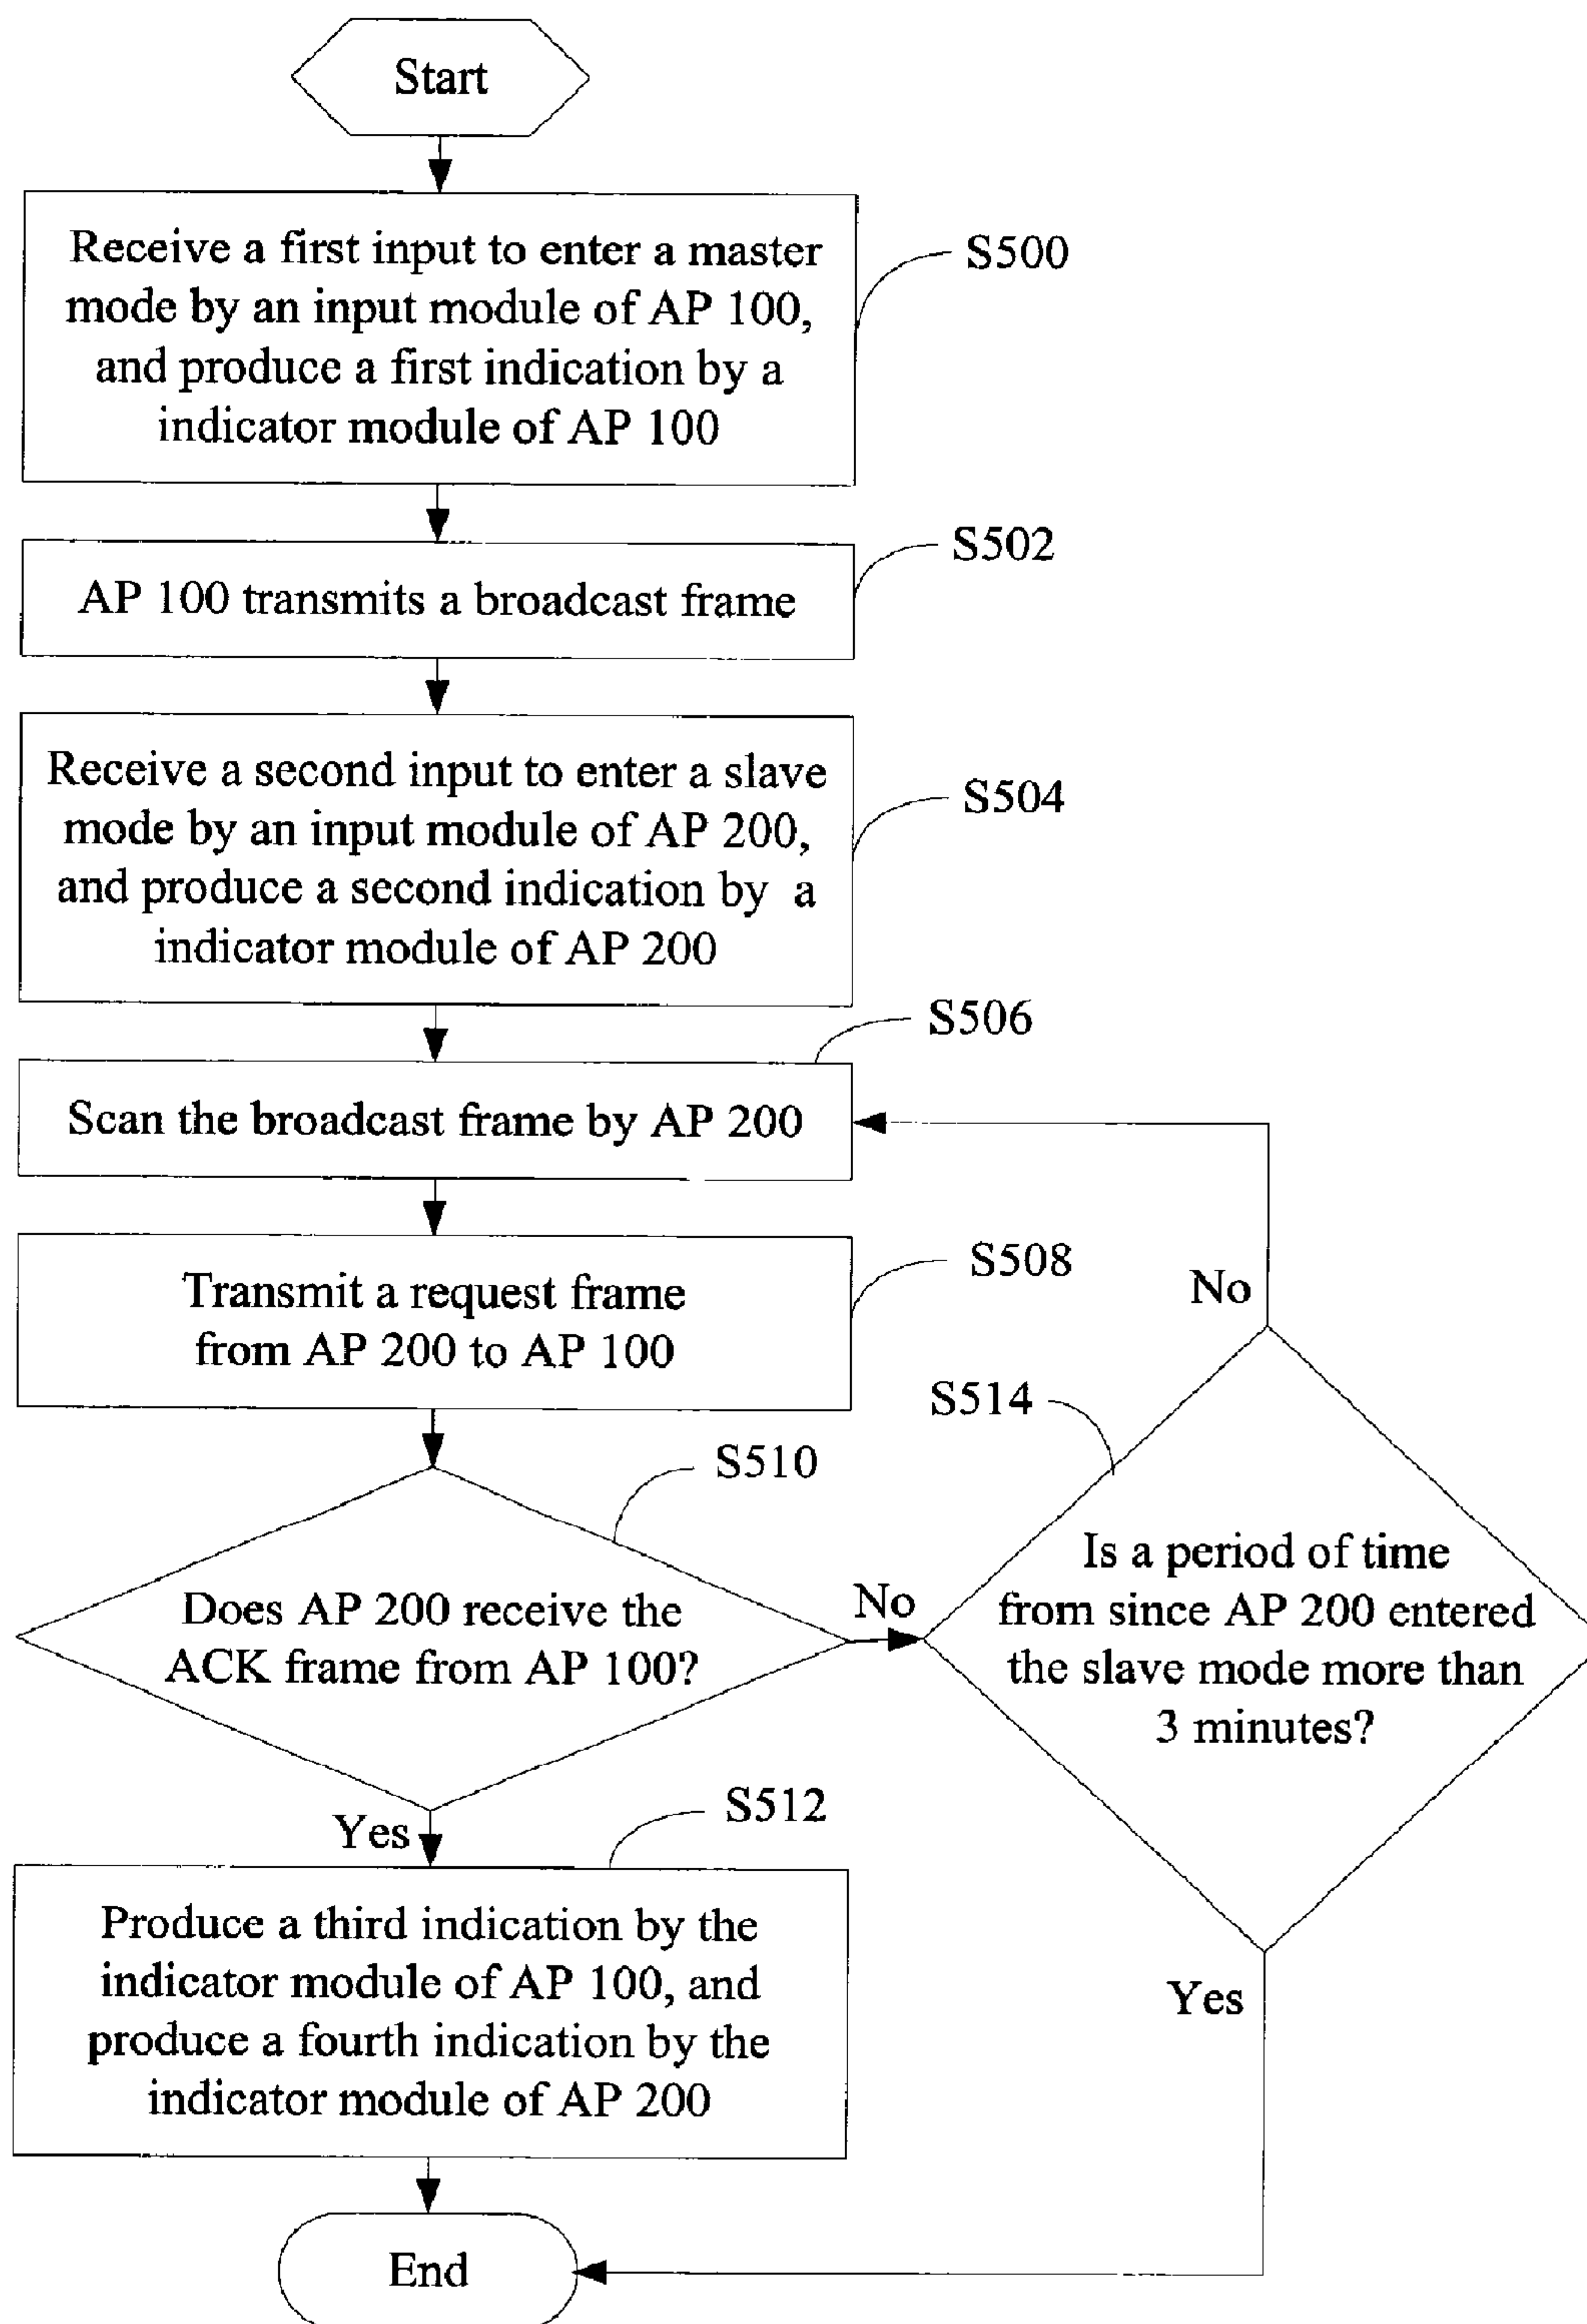 Start
Receive a first input to enter a master
mode by an input module of AP 100,
and produce a first indication by a
indicator module of AP 100
S500
AP 100 transmits a broadcast frame
S502
Receive a second input to enter a slave
mode by an input module of AP 200,
and produce a second indication by a
indicator module of AP 200
S504
Scan the broadcast frame by AP 200
S506
Transmit a request frame
from AP 200 to AP 100
S508
Does AP 200 receive the
ACK frame from AP 100?
S510
No
Yes
Is a period of time
from since AP 200 entered
the slave mode more than
3 minutes?
S514
No
Yes
Produce a third indication by the
indicator module of AP 100, and
produce a fourth indication by the
indicator module of AP 200
S512
End